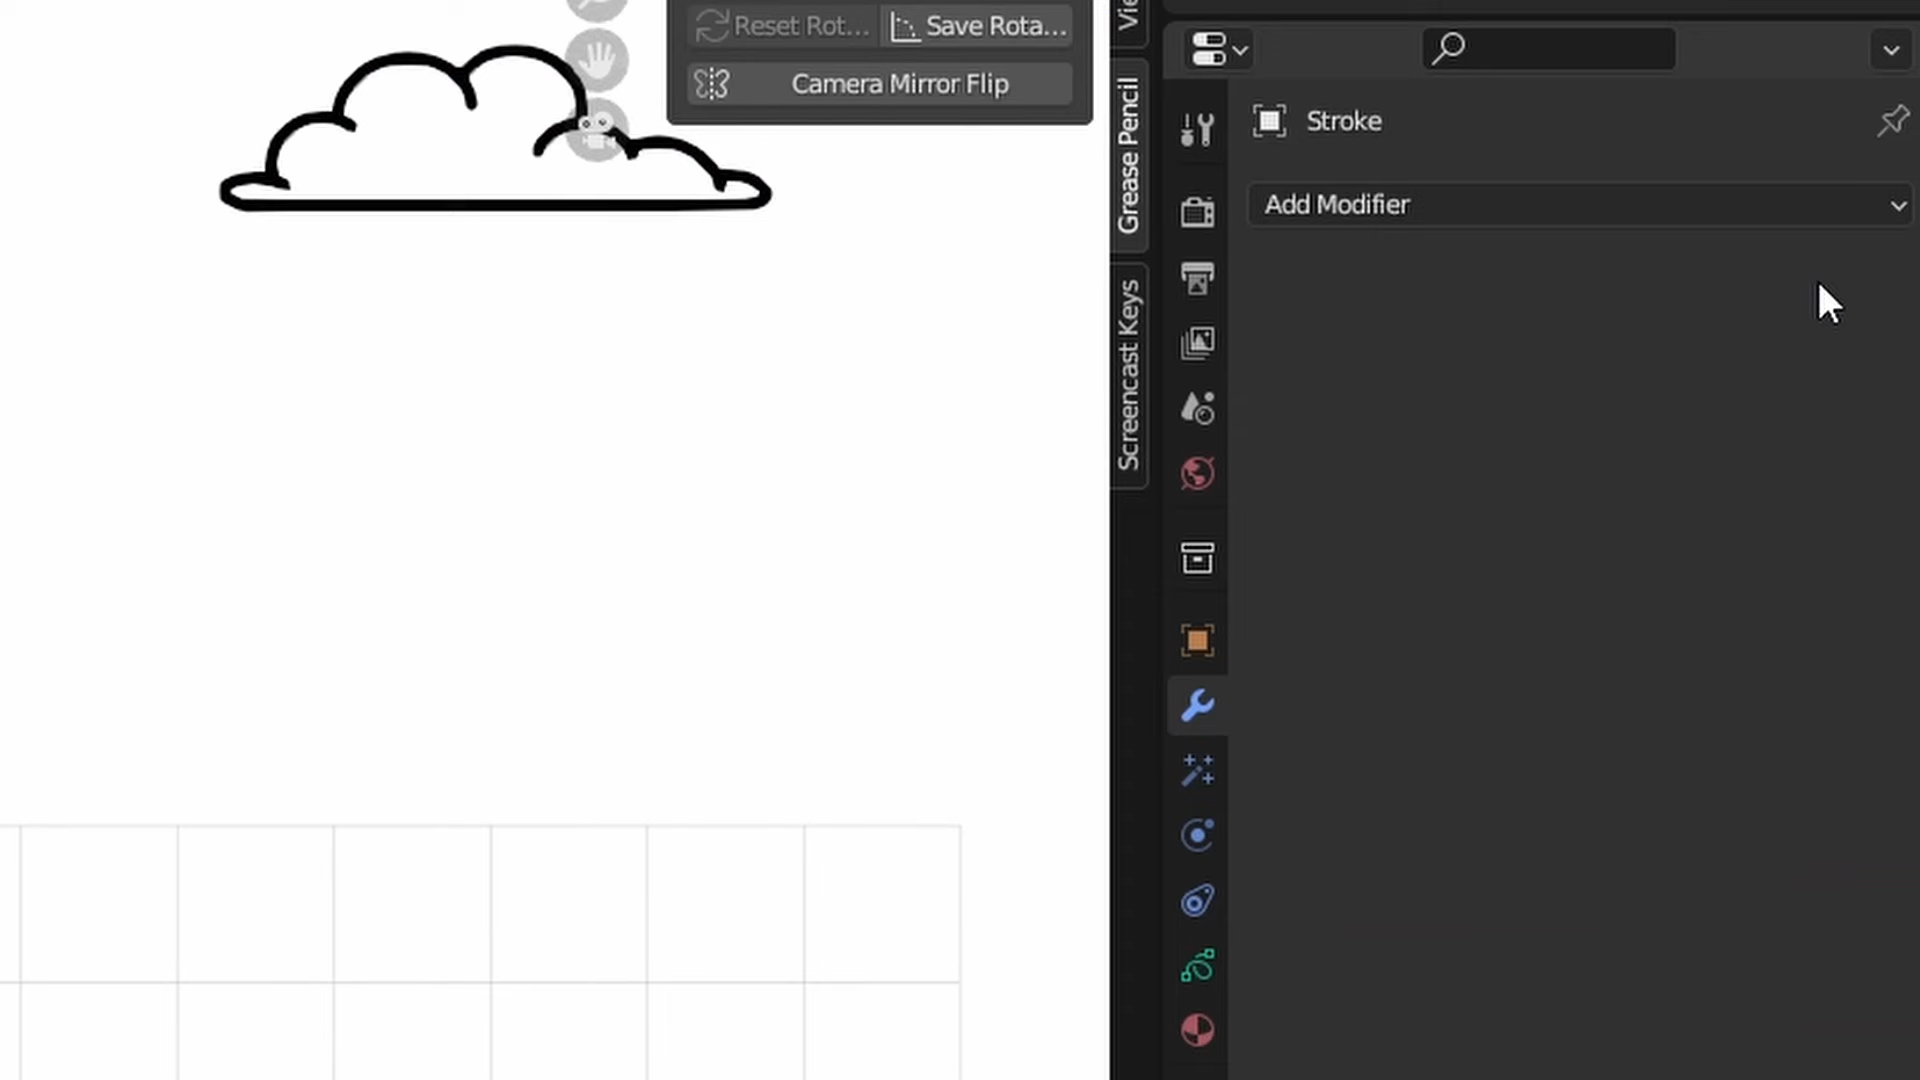 Reset Rot...
Save Rota...
Camera Mirror Flip
Grease Pencil
Screencast Keys
Stroke
Add Modifier